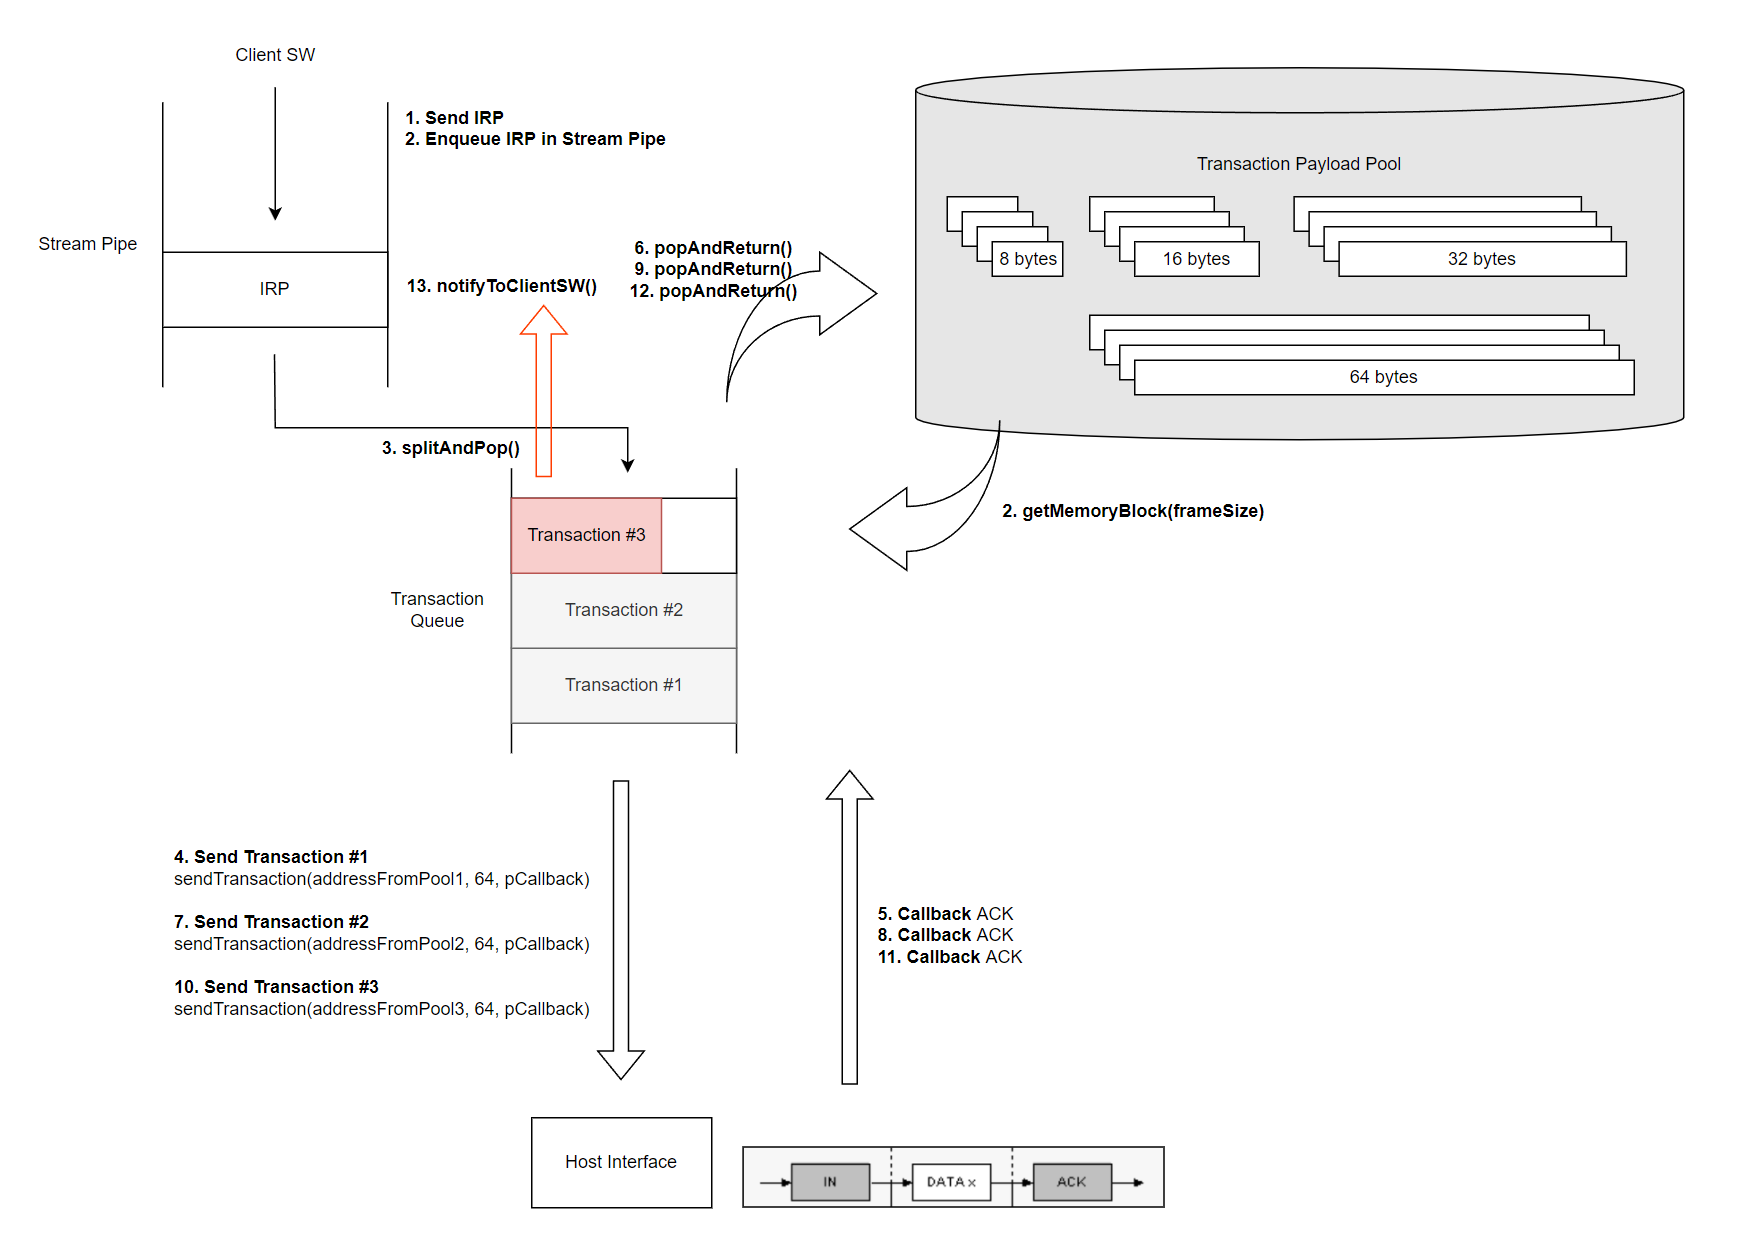 Client SW
1. Send IRP
2. Enqueue IRP in Stream Pipe
Stream Pipe
IRP
13. notifyToClientSW()
6. popAndReturn()
9. popAndReturn()
12. popAndReturn()
Transaction Payload Pool
8 bytes
16 bytes
32 bytes
64 bytes
3. splitAndPop()
2. getMemoryBlock(frameSize)
Transaction #3
Transaction
Queue
Transaction #2
Transaction #1
4. Send Transaction #1
sendTransaction(addressFromPool1, 64, pCallback)
7. Send Transaction #2
sendTransaction(addressFromPool2, 64, pCallback)
10. Send Transaction #3
sendTransaction(addressFromPool3, 64, pCallback)
5. Callback ACK
8. Callback ACK
11. Callback ACK
Host Interface
IN
DATAx
ACK